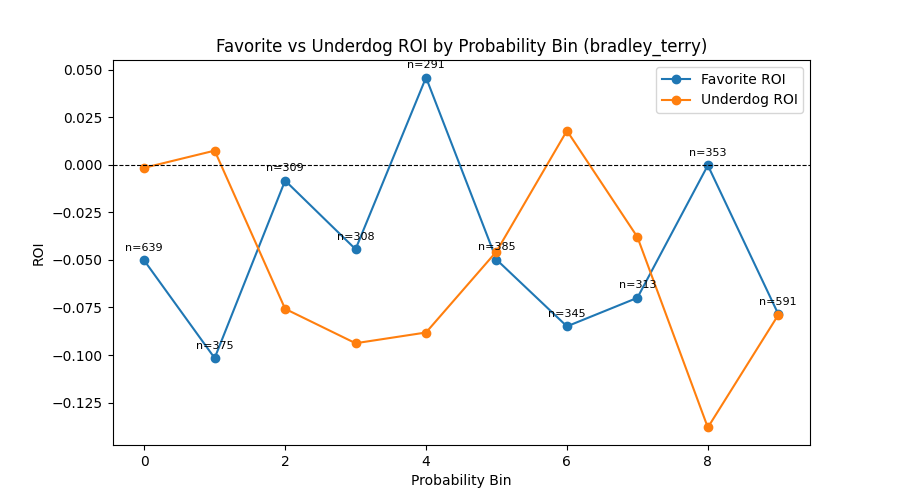 Favorite vs Underdog ROI by Probability Bin (bradley_terry)
Favorite ROI
Underdog ROI
ROI
0.050
0.025
0.000
−0.025
−0.050
−0.075
−0.100
−0.125
n=639
n=375
n=309
n=308
n=291
n=385
n=345
n=313
n=353
n=591
0 2 4 6 8
Probability Bin